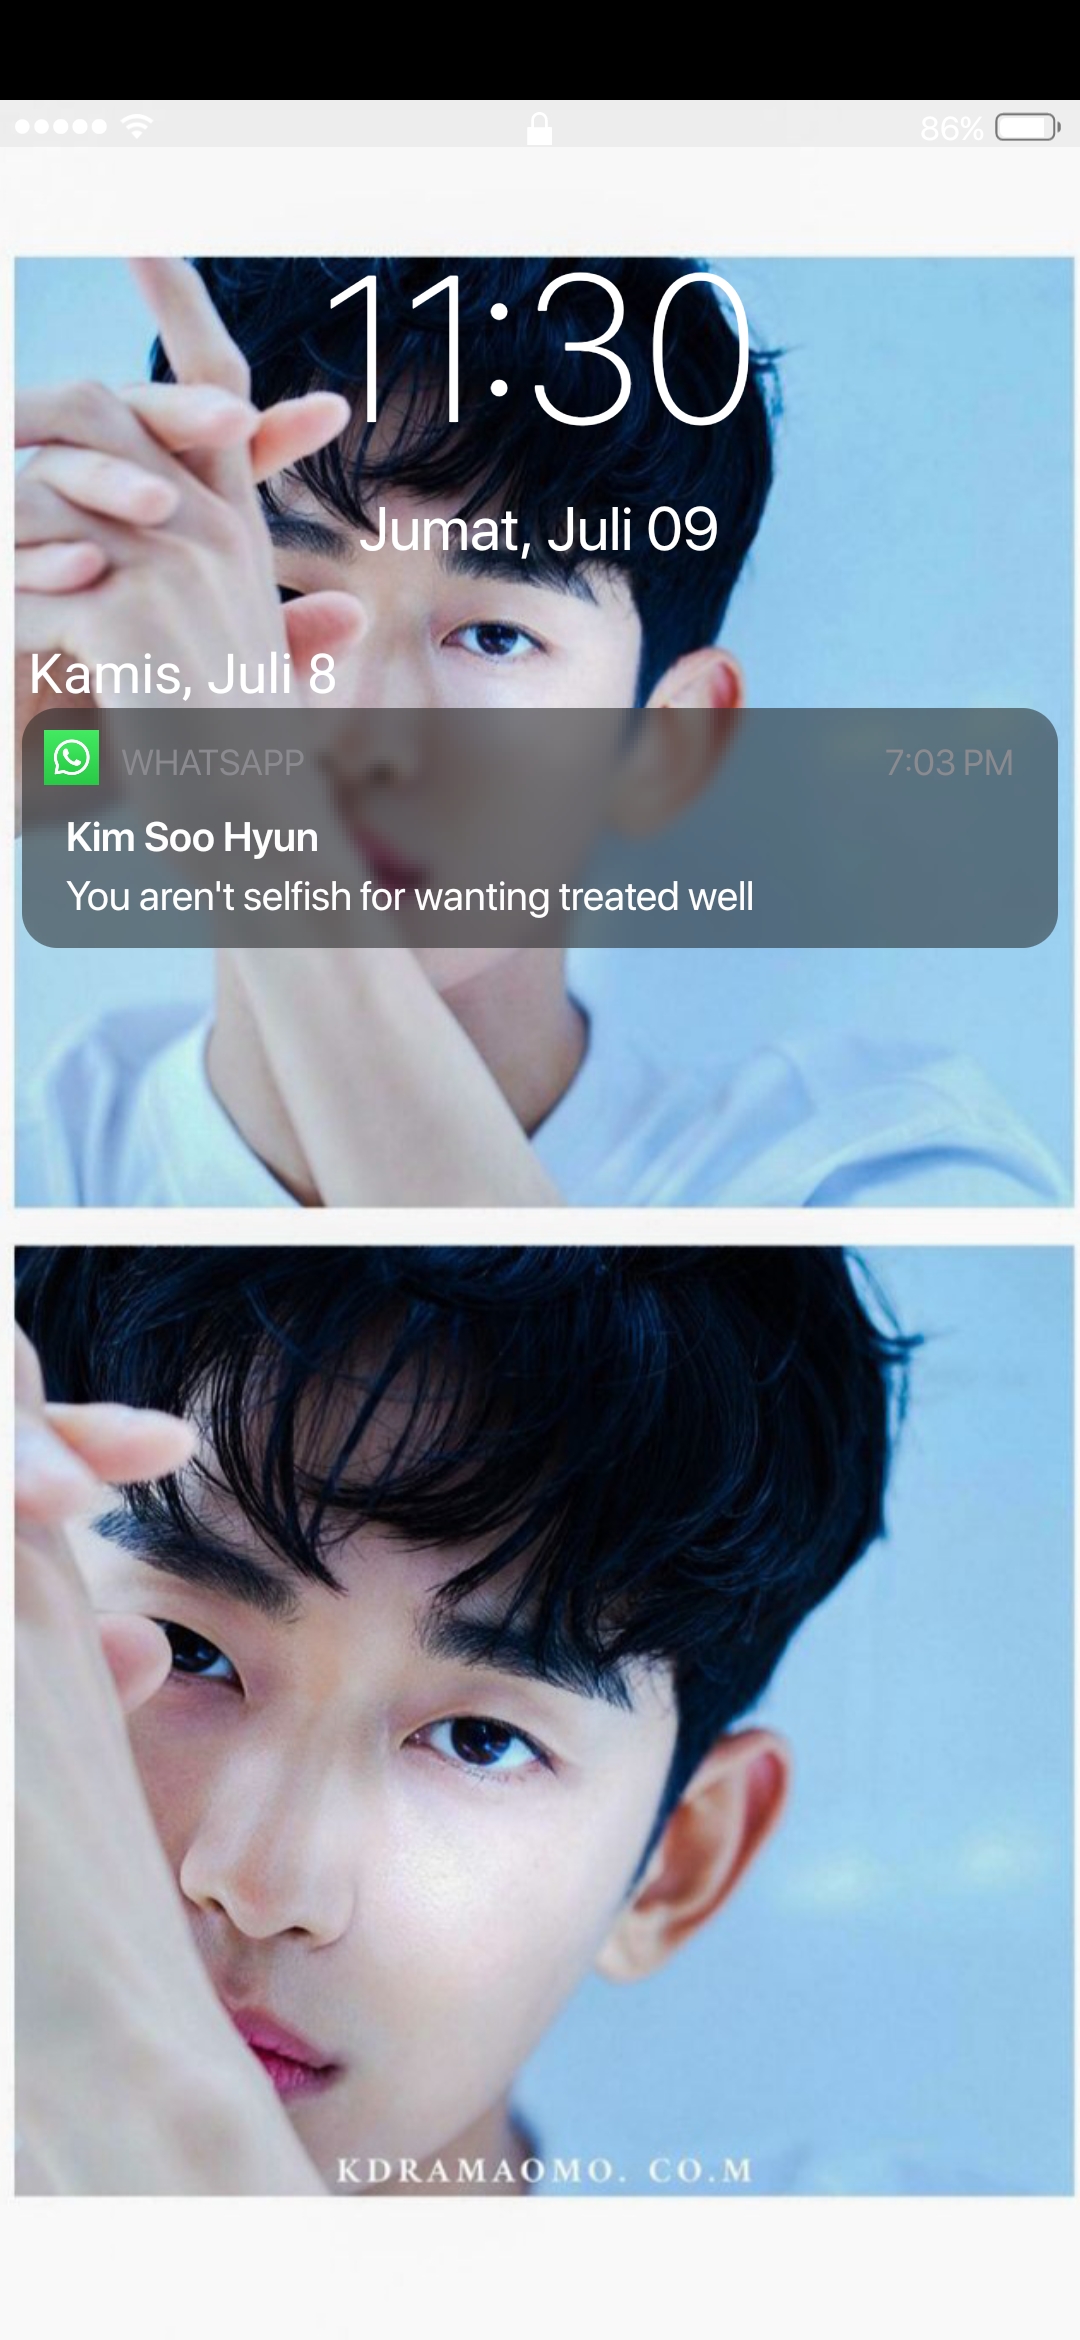 86%
11:30
Jumat, Juli 09
Kamis, Juli 8
WHATSAPP 7:03 PM
Kim Soo Hyun
You aren't selfish for wanting treated well
KDRAMAOMO. CO.M